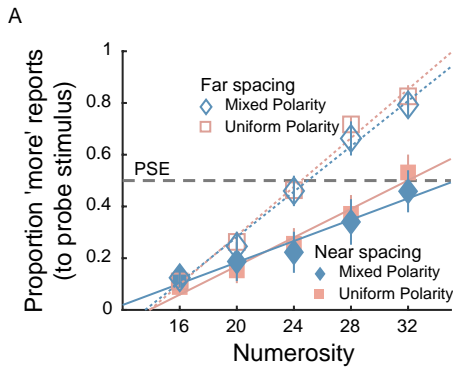 A
Proportion 'more' reports
(to probe stimulus)
1
0.8
0.6
0.4
0.2
0
Far spacing
Mixed Polarity
Uniform Polarity
PSE
Near spacing
Mixed Polarity
Uniform Polarity
16 20 24 28 32
Numerosity